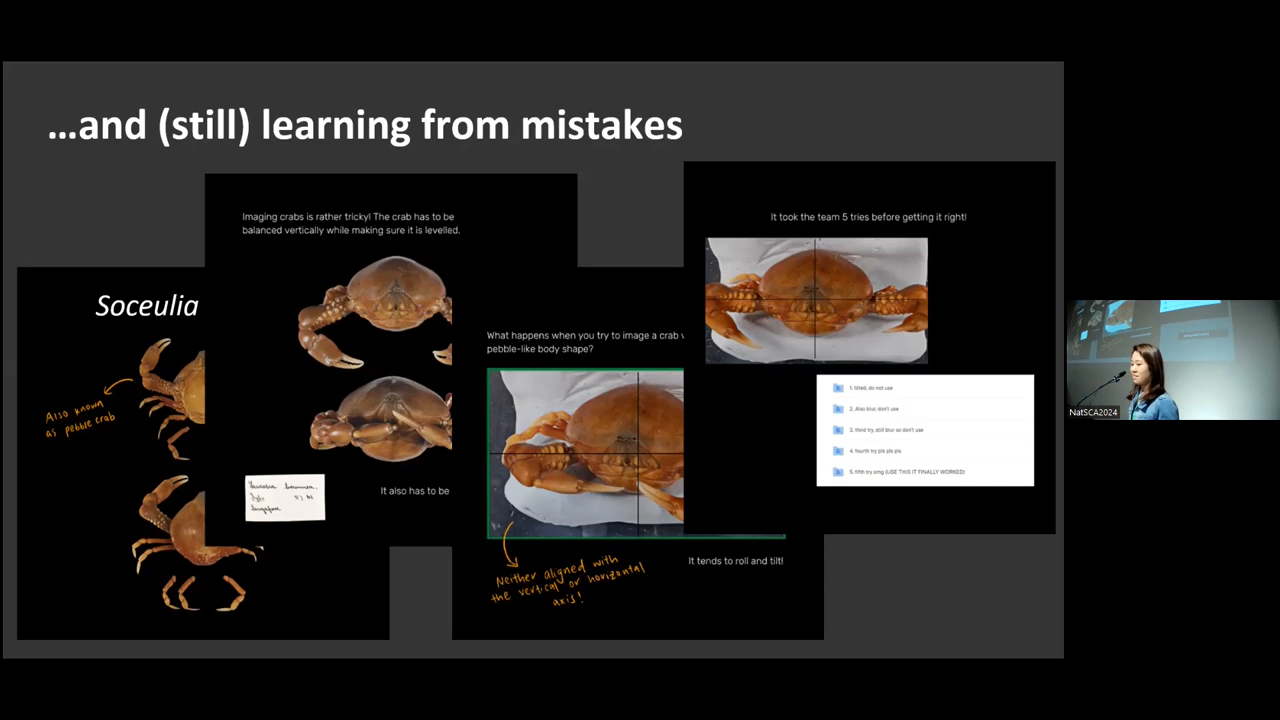 ...and (still) learning from mistakes
Soceulia
Also known
as pebble crab
Imaging crabs is rather tricky! The crab has to be
balanced vertically while making sure it is levelled.
Singapore
It also has to be
What happens when you try to image a crab
pebble-like body shape?
Neither aligned with
the vertical or horizontal
axis!
It tends to roll and tilt!
It took the team 5 tries before getting it right!
1. tilted, do not use
2. Also blur, don't use
3. third try, still blur so don't use
4. fourth try pls pls pls
5. fifth try omg (USE THIS IT FINALLY WORKED)
NatSCA2024